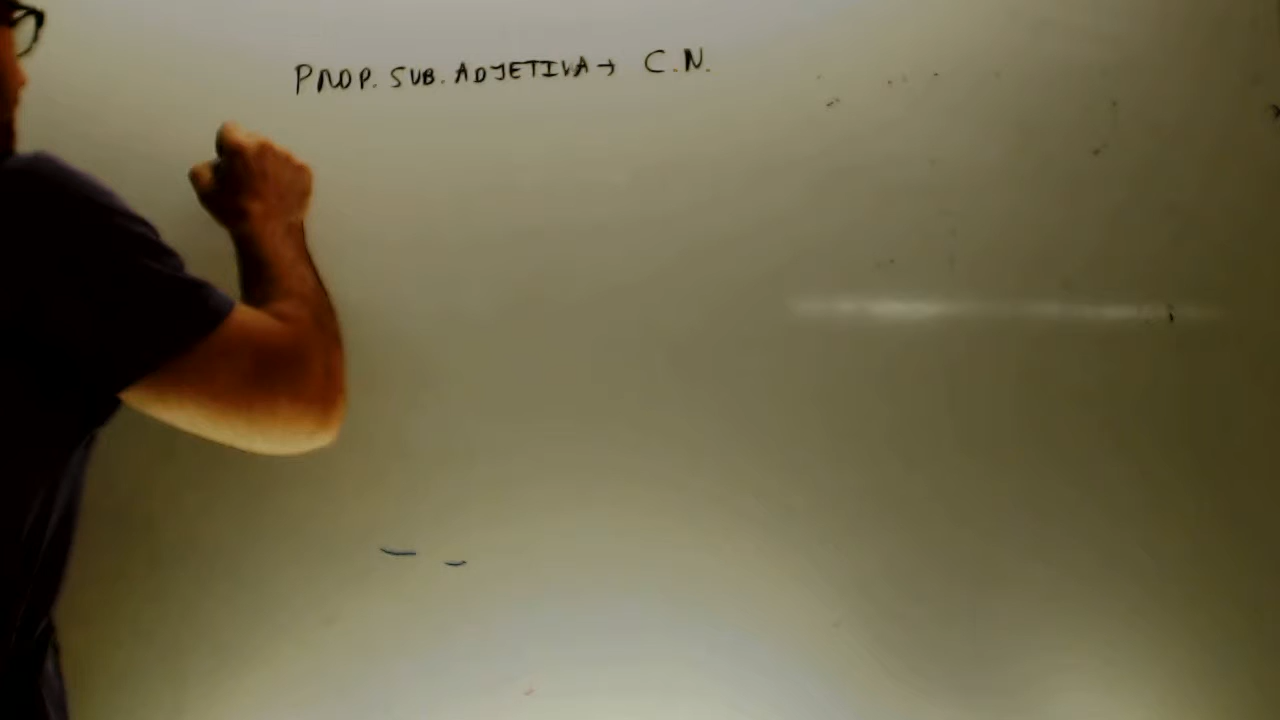 PROP. SUB. ADJETIVA → C.N.